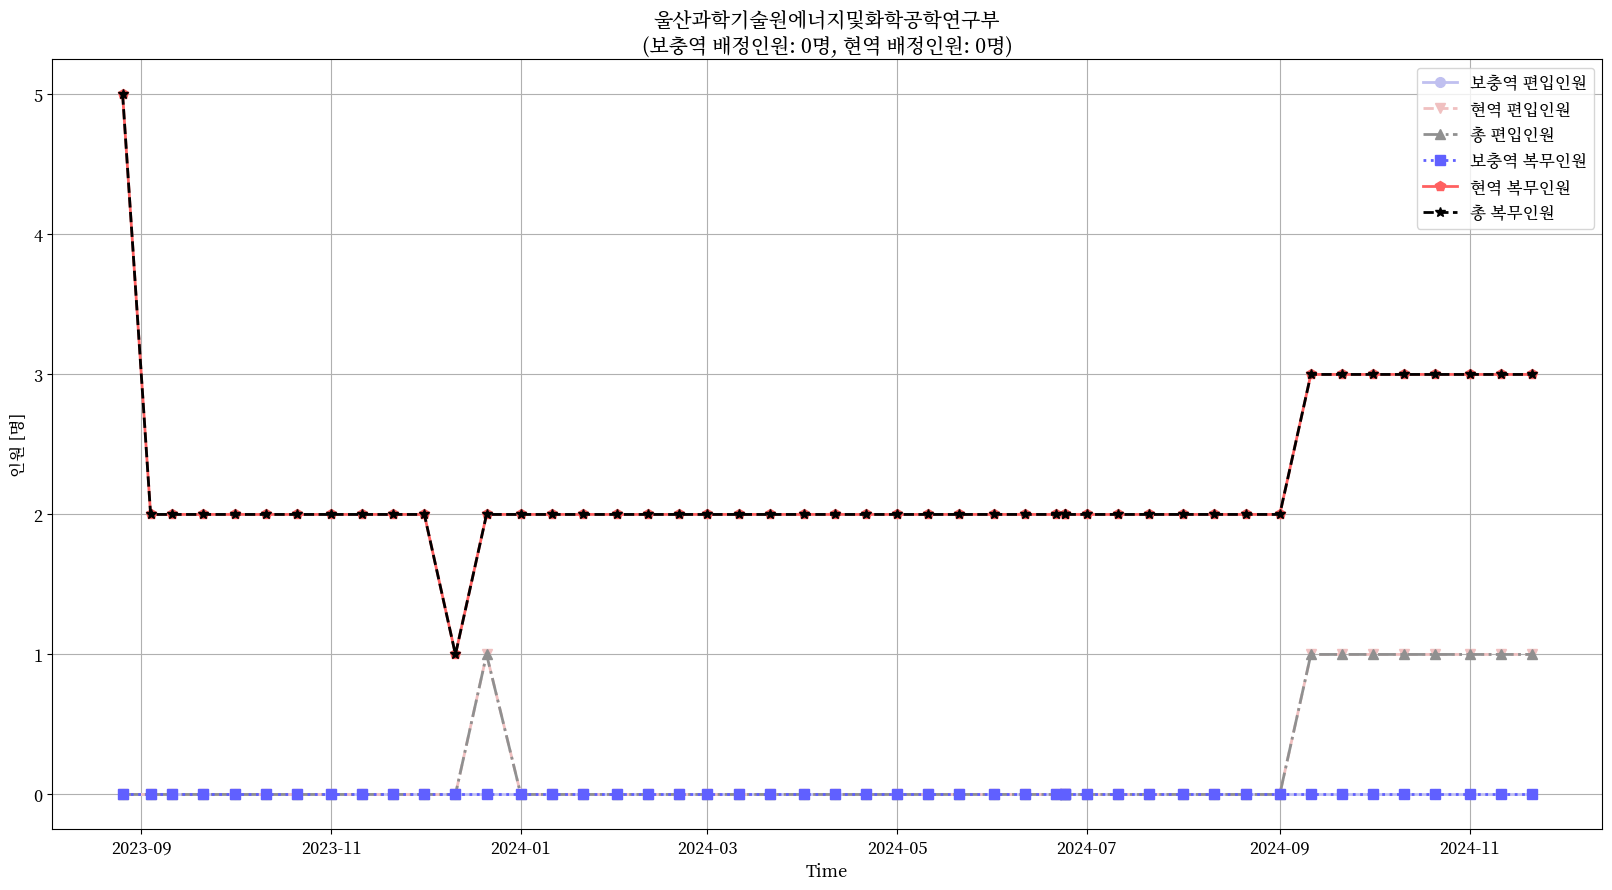 울산과학기술원에너지및화학공학연구부
(보충역 배정인원: 0명, 현역 배정인원: 0명)
보충역 편입인원
현역 편입인원
총 편입인원
보충역 복무인원
현역 복무인원
총 복무인원
인원 [명]
5
4
3
2
1
0
2023-09 2023-11 2024-01 2024-03 2024-05 2024-07 2024-09 2024-11
Time